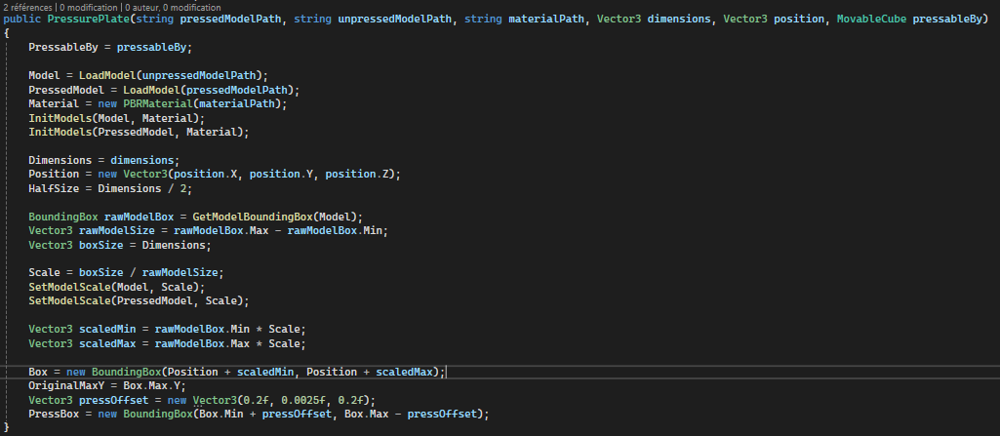 2 références | 0 modification | 0 auteur, 0 modification
public PressurePlate(string pressedModelPath, string unpressedModelPath, string materialPath, Vector3 dimensions, Vector3 position, MovableCube pressableBy)
{
PressableBy = pressableBy;
Model = LoadModel(unpressedModelPath);
PressedModel = LoadModel(pressedModelPath);
Material = new PBRMaterial(materialPath);
InitModels(Model, Material);
InitModels(PressedModel, Material);
Dimensions = dimensions;
Position = new Vector3(position.X, position.Y, position.Z);
HalfSize = Dimensions / 2;
BoundingBox rawModelBox = GetModelBoundingBox(Model);
Vector3 rawModelSize = rawModelBox.Max - rawModelBox.Min;
Vector3 boxSize = Dimensions;
Scale = boxSize / rawModelSize;
SetModelScale(Model, Scale);
SetModelScale(PressedModel, Scale);
Vector3 scaledMin = rawModelBox.Min * Scale;
Vector3 scaledMax = rawModelBox.Max * Scale;
Box = new BoundingBox(Position + scaledMin, Position + scaledMax);
OriginalMaxY = Box.Max.Y;
Vector3 pressOffset = new Vector3(0.2f, 0.0025f, 0.2f);
PressBox = new BoundingBox(Box.Min + pressOffset, Box.Max - pressOffset);
}